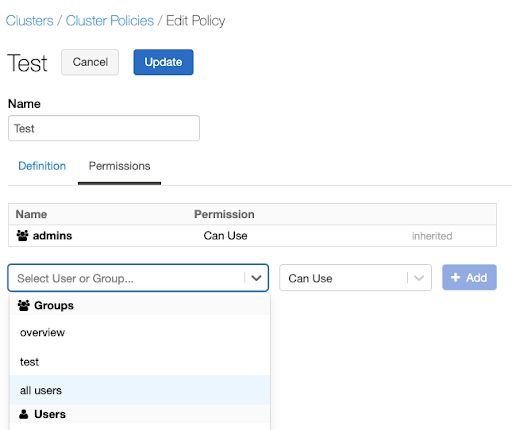 Clusters / Cluster Policies / Edit Policy
Test Cancel Update
Name
Test
Definition Permissions
Name Permission
admins Can Use inherited
Select User or Group... Can Use + Add
Groups
overview
test
all users
Users